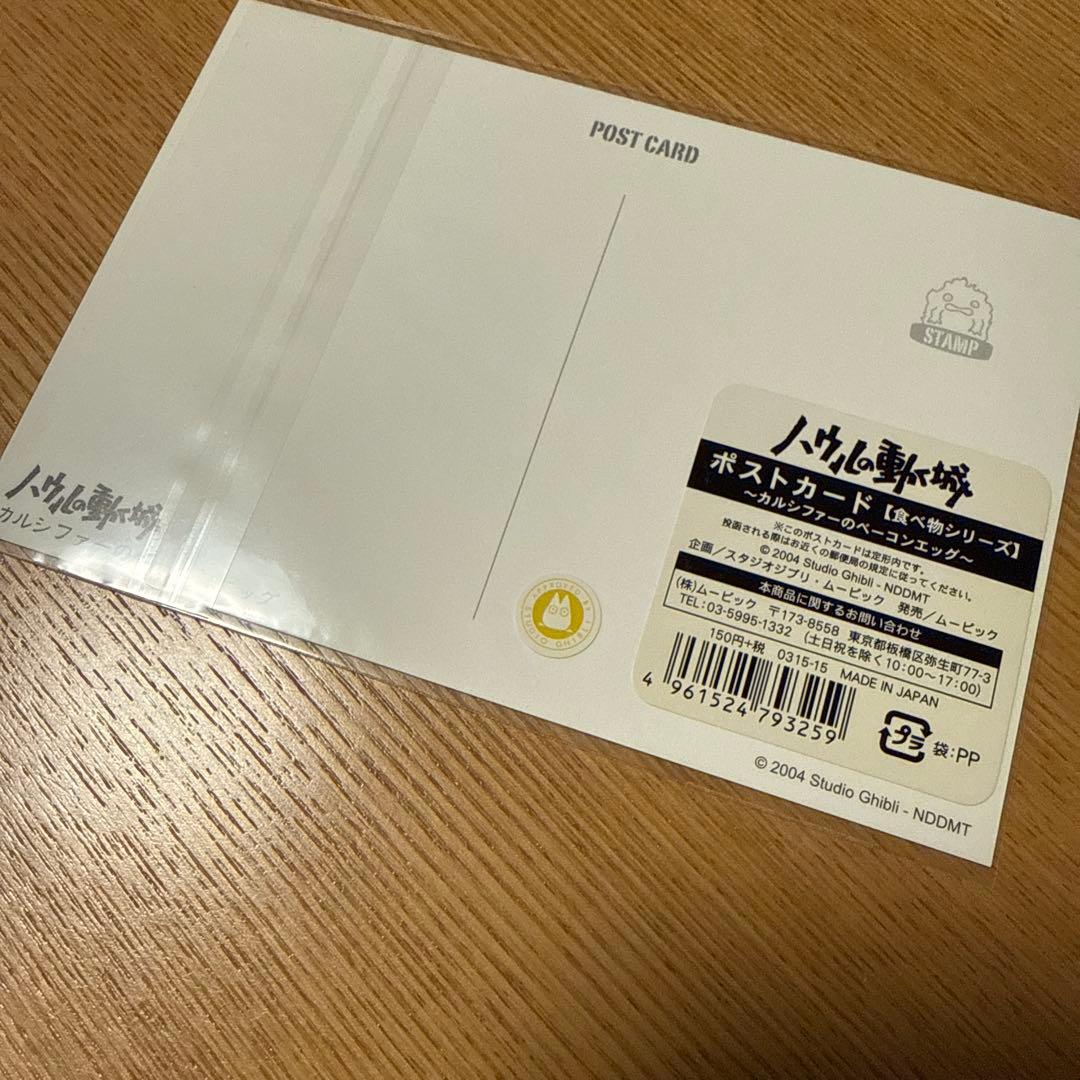 POST CARD
STAMP
ハウルの動く城
カルシファーの
ッグ～
APPROVED BY
STUDIO GHIBLI
ハウルの動く城
ポストカード【食べ物シリーズ】
～カルシファーのベーコンエッグ～
※このポストカードは定形内です。
投函される際はお近くの郵便局の規定に従ってください。
© 2004 Studio Ghibli - NDDMT
企画／スタジオジブリ・ムービック 発売／ムービック
本商品に関するお問い合わせ
(株)ムービック 〒173-8558 東京都板橋区弥生町77-3
TEL:03-5995-1332 (土日祝を除く10:00～17:00)
150円+税 0315-15 MADE IN JAPAN
4 961524 793259
プラ
袋:PP
© 2004 Studio Ghibli - NDDMT